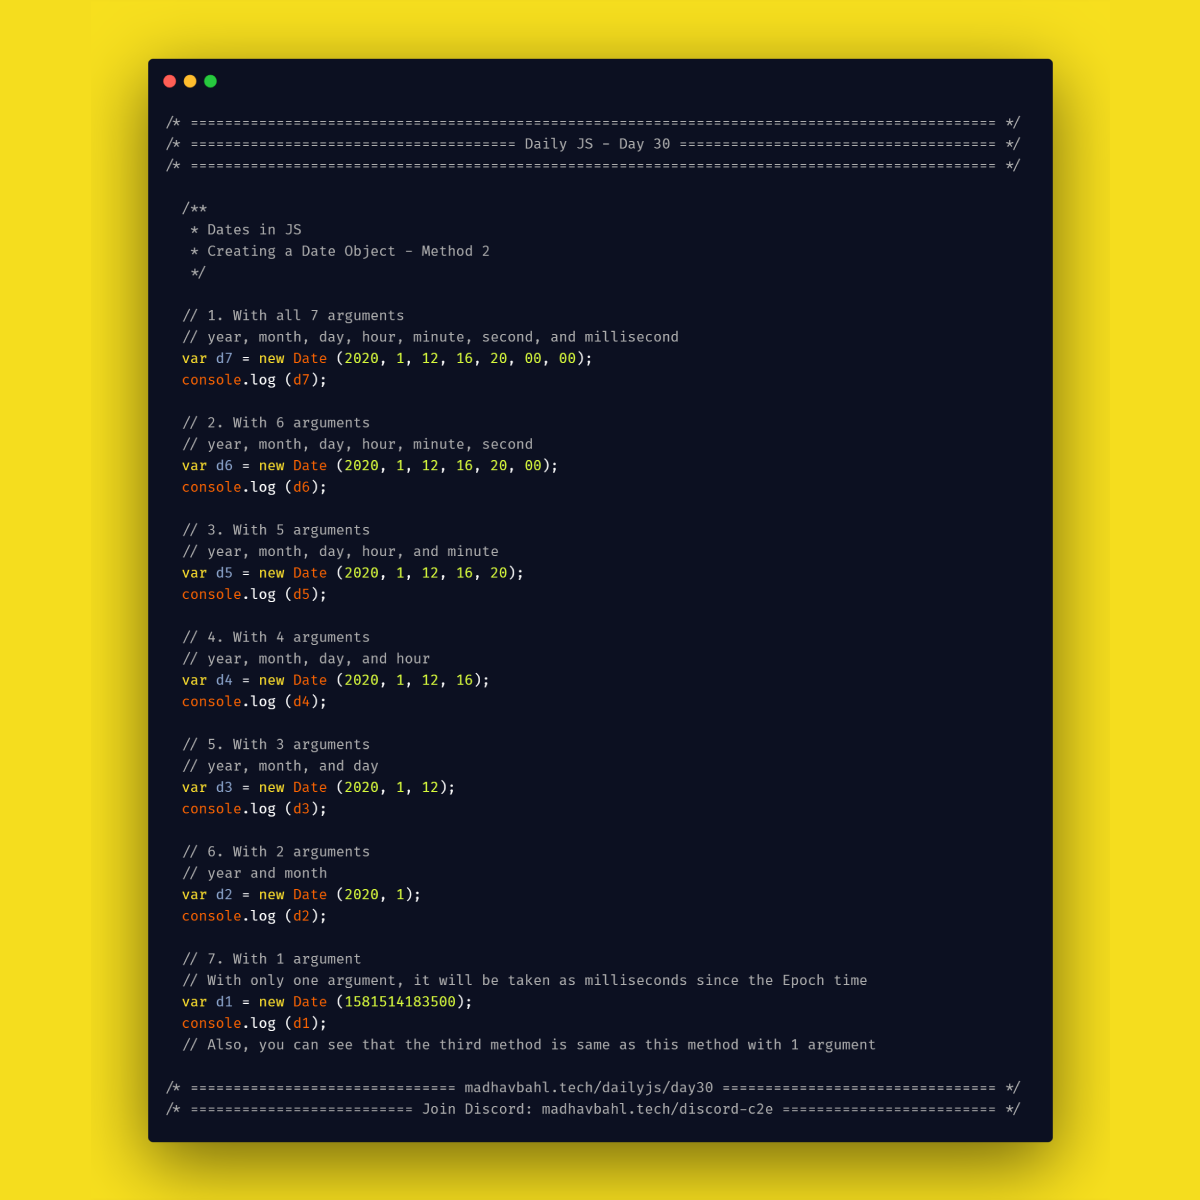 /* ============================================================================================== */
/* ====================================== Daily JS - Day 30 ===================================== */
/* ============================================================================================== */
/**
* Dates in JS
* Creating a Date Object - Method 2
*/
// 1. With all 7 arguments
// year, month, day, hour, minute, second, and millisecond
var d7 = new Date (2020, 1, 12, 16, 20, 00, 00);
console.log (d7);
// 2. With 6 arguments
// year, month, day, hour, minute, second
var d6 = new Date (2020, 1, 12, 16, 20, 00);
console.log (d6);
// 3. With 5 arguments
// year, month, day, hour, and minute
var d5 = new Date (2020, 1, 12, 16, 20);
console.log (d5);
// 4. With 4 arguments
// year, month, day, and hour
var d4 = new Date (2020, 1, 12, 16);
console.log (d4);
// 5. With 3 arguments
// year, month, and day
var d3 = new Date (2020, 1, 12);
console.log (d3);
// 6. With 2 arguments
// year and month
var d2 = new Date (2020, 1);
console.log (d2);
// 7. With 1 argument
// With only one argument, it will be taken as milliseconds since the Epoch time
var d1 = new Date (1581514183500);
console.log (d1);
// Also, you can see that the third method is same as this method with 1 argument
/* =============================== madhavbahl.tech/dailyjs/day30 ================================ */
/* ========================== Join Discord: madhavbahl.tech/discord-c2e ========================= */